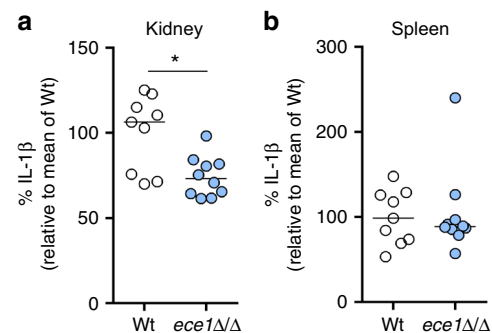 a
Kidney
*
% IL-1β
(relative to mean of Wt)
150
100
50
0
Wt
ece1Δ/Δ
b
Spleen
% IL-1β
(relative to mean of Wt)
300
200
100
0
Wt
ece1Δ/Δ